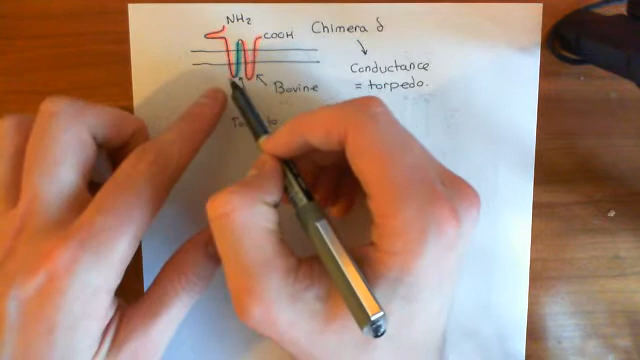 NH2
COOH
Chimera δ
Conductance
= torpedo.
Bovine